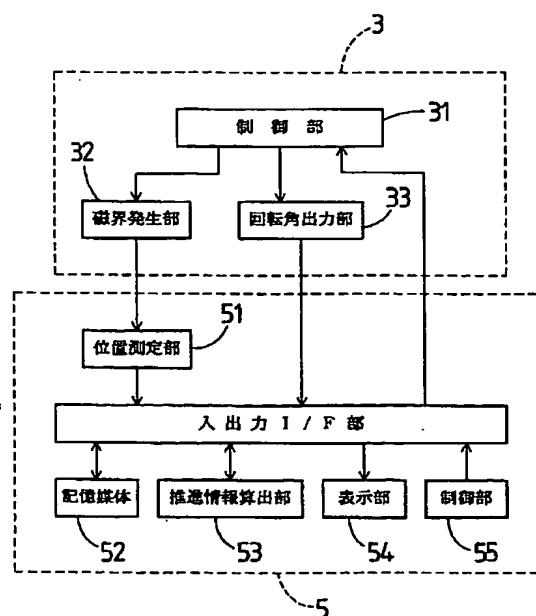 3
制御部
31
32
磁界発生部
回転角出力部
33
位置測定部
51
入出力I/F部
記憶媒体
推進情報算出部
表示部
制御部
52
53
54
55
5